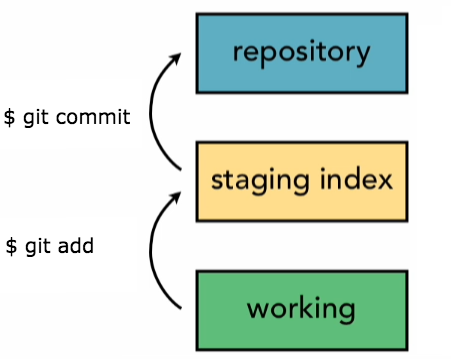 repository
$ git commit
staging index
$ git add
working